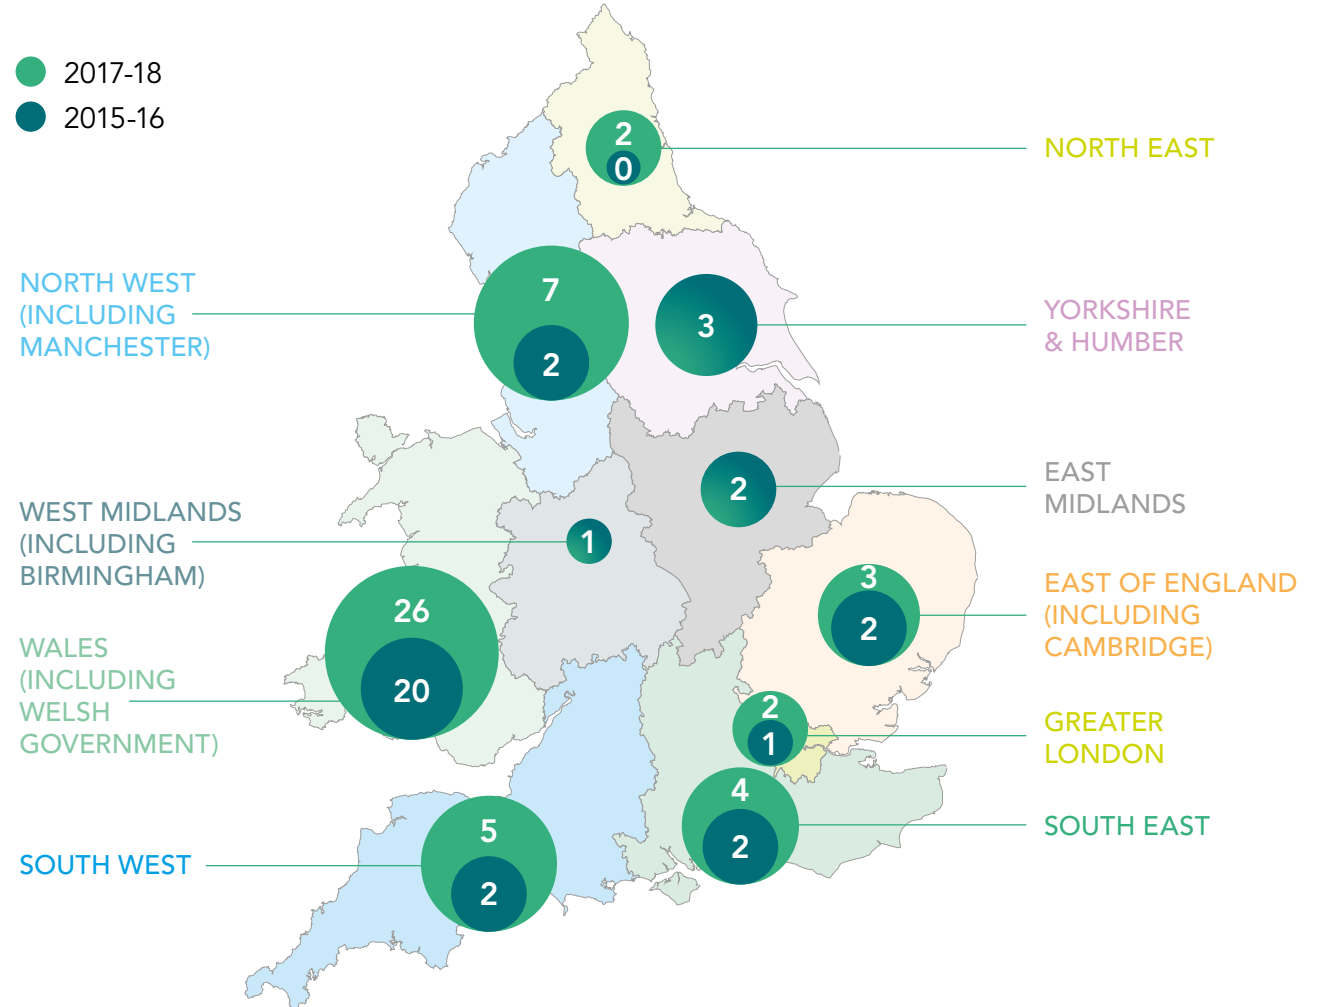 2017-18
2015-16
2
0
NORTH EAST
NORTH WEST
(INCLUDING
MANCHESTER)
7
2
3
YORKSHIRE
& HUMBER
2
EAST
MIDLANDS
WEST MIDLANDS
(INCLUDING
BIRMINGHAM)
1
3
2
EAST OF ENGLAND
(INCLUDING
CAMBRIDGE)
WALES
(INCLUDING
WELSH
GOVERNMENT)
26
20
2
1
GREATER
LONDON
4
2
SOUTH EAST
SOUTH WEST
5
2